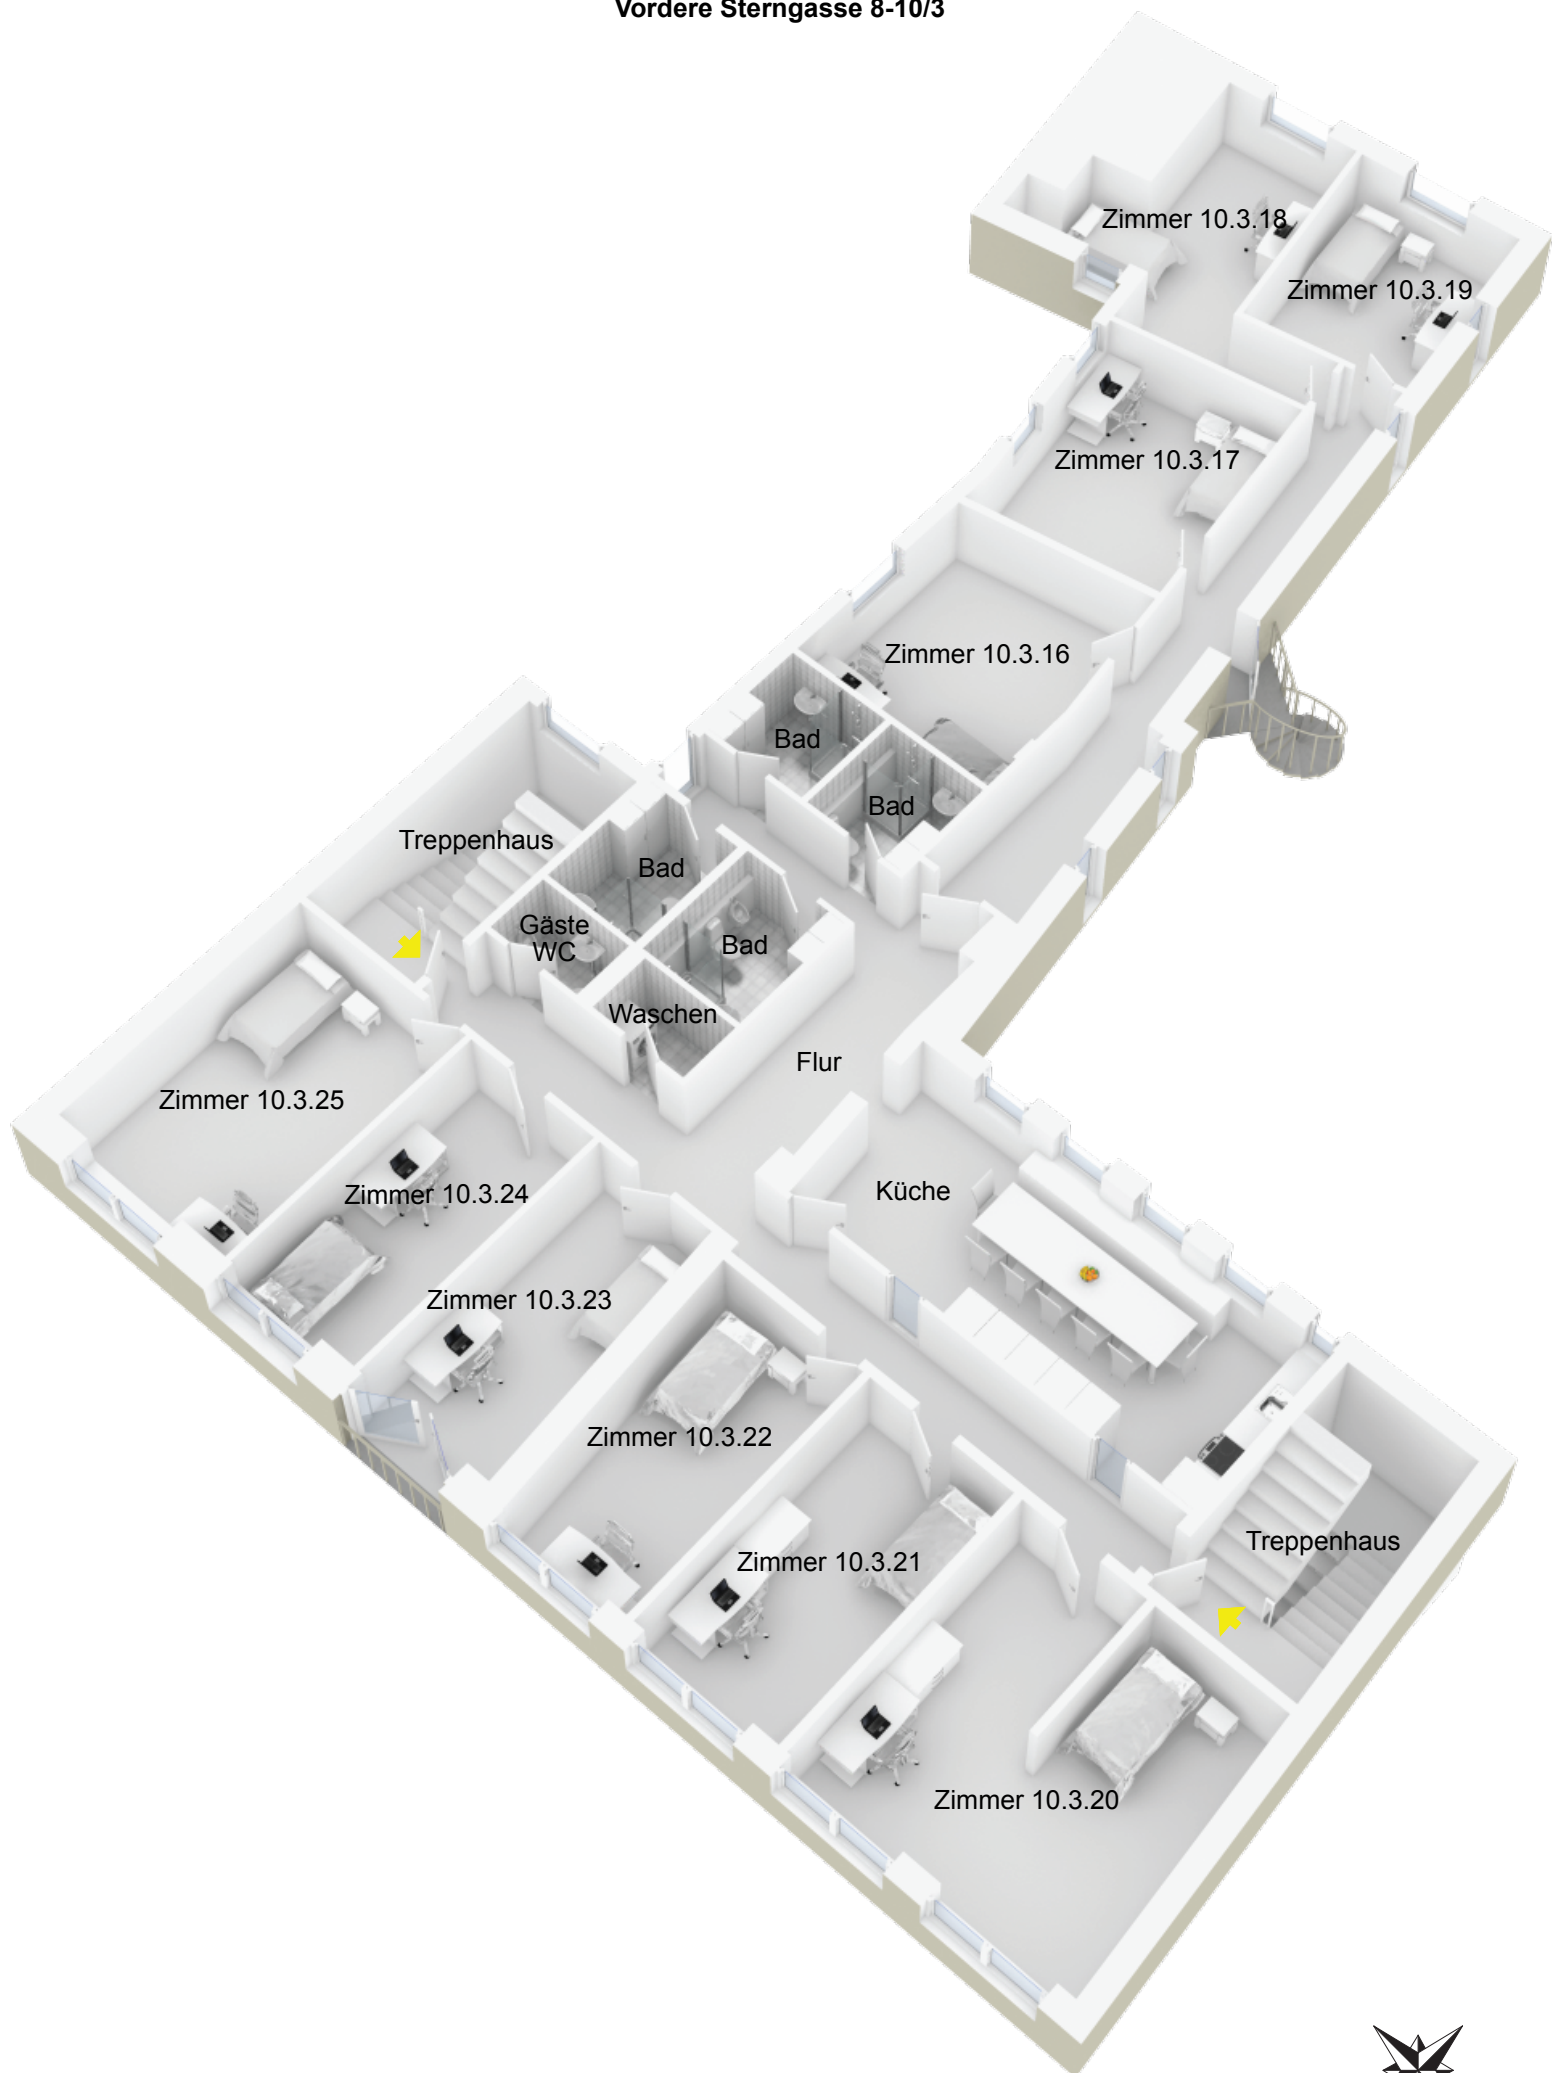 Vordere Sterngasse 8-10/3
Zimmer 10.3.18
Zimmer 10.3.19
Zimmer 10.3.17
Zimmer 10.3.16
Bad
Bad
Treppenhaus
Bad
Gäste
WC
Bad
Waschen
Flur
Zimmer 10.3.25
Küche
Zimmer 10.3.24
Zimmer 10.3.23
Zimmer 10.3.22
Zimmer 10.3.21
Treppenhaus
Zimmer 10.3.20